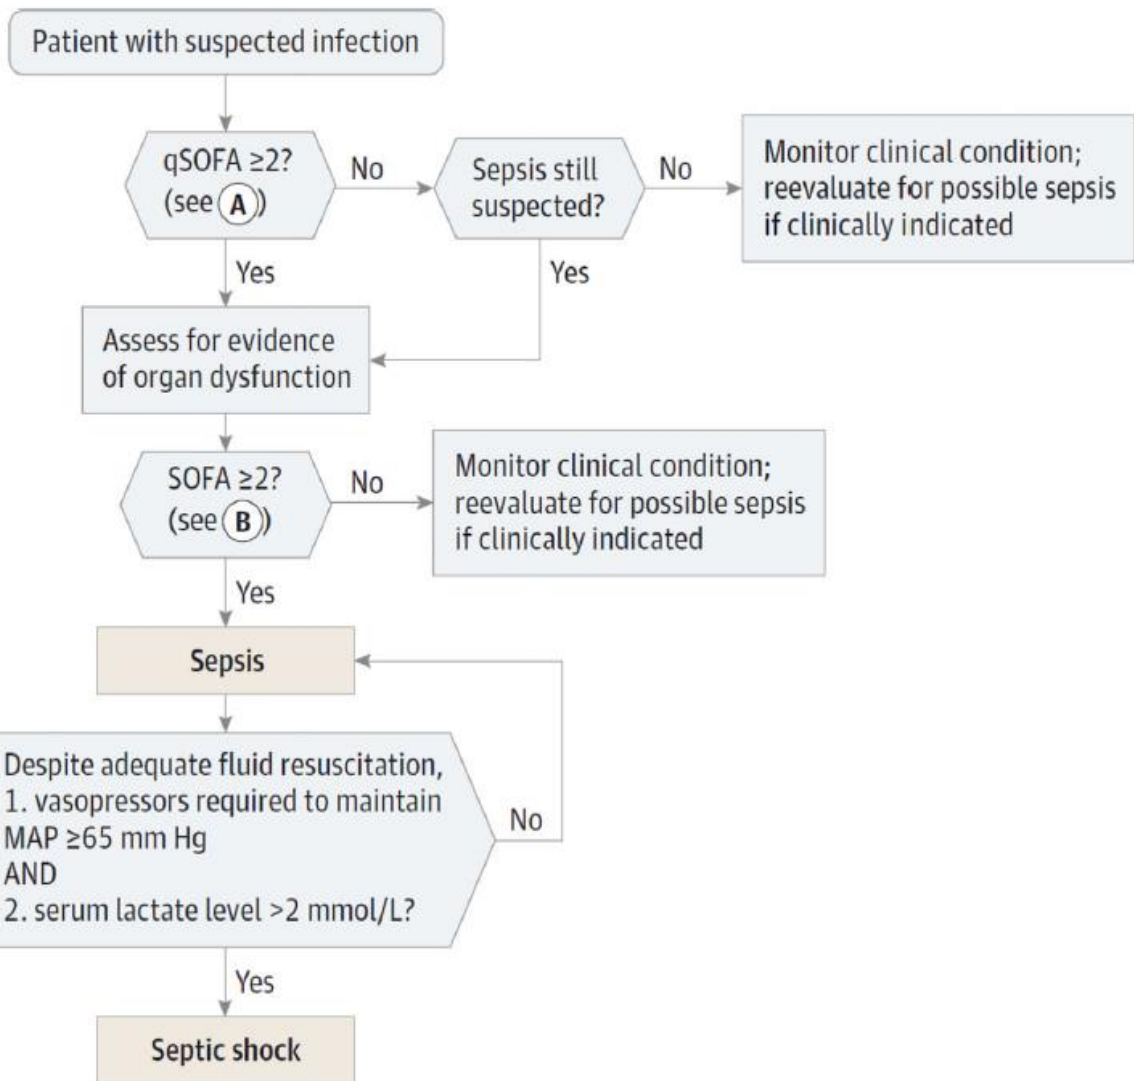 Patient with suspected infection
qSOFA ≥2?
(see A)
No
Sepsis still
suspected?
No
Monitor clinical condition;
reevaluate for possible sepsis
if clinically indicated
Yes
Yes
Assess for evidence
of organ dysfunction
SOFA ≥2?
(see B)
No
Monitor clinical condition;
reevaluate for possible sepsis
if clinically indicated
Yes
Sepsis
Despite adequate fluid resuscitation,
1. vasopressors required to maintain
MAP ≥65 mm Hg
AND
2. serum lactate level >2 mmol/L?
No
Yes
Septic shock